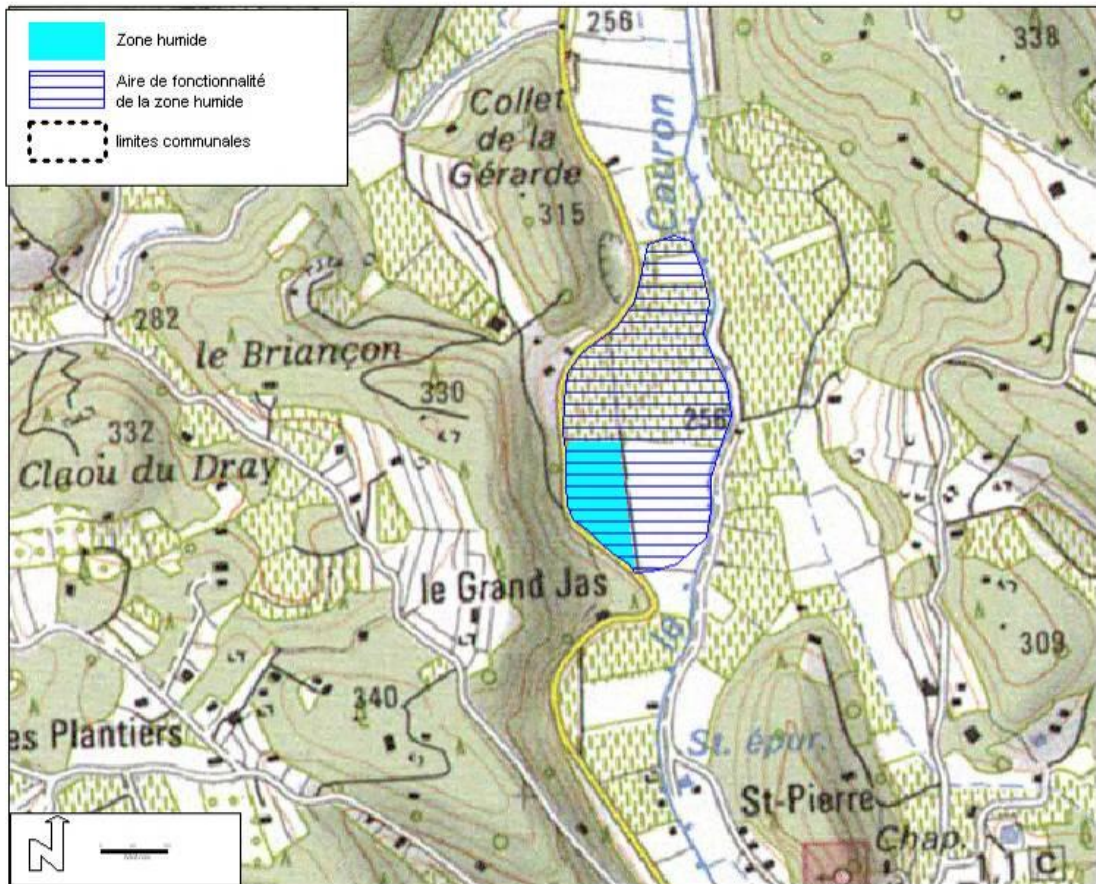 Zone humide
Aire de fonctionnalité
de la zone humide
limites communales
256
338
Collet
de la
Gérarde
315
Cauron
282
le Briançon
330
332
Claou du Dray
256
le Grand Jas
le
309
340
es Plantiers
St. épur.
St-Pierre
Chap.
11 C
N